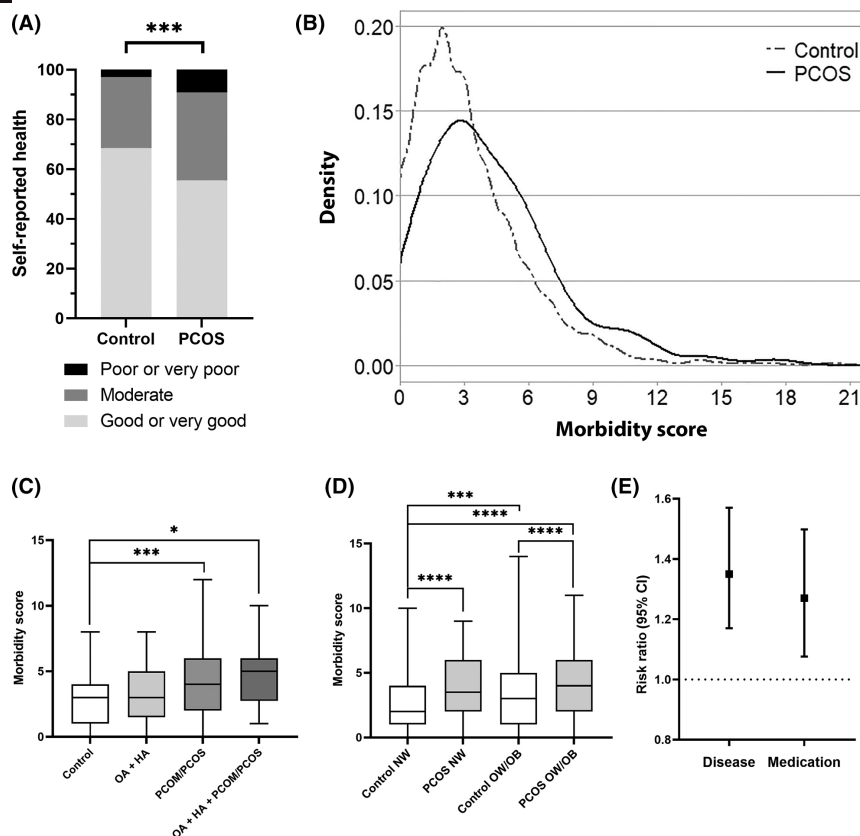 (A)
***
Self-reported health
100
80
60
40
20
0
Control PCOS
Poor or very poor
Moderate
Good or very good
(B)
Density
0.20
0.15
0.10
0.05
0.00
Control
PCOS
0 3 6 9 12 15 18 21
Morbidity score
(C)
*
***
Morbidity score
15
10
5
0
Control
OA + HA
PCOM/PCOS
OA + HA + PCOM/PCOS
(D)
***
****
****
****
Morbidity score
15
10
5
0
Control NW
PCOS NW
Control OW/OB
PCOS OW/OB
(E)
Risk ratio (95% CI)
1.6
1.4
1.2
1.0
0.8
Disease Medication